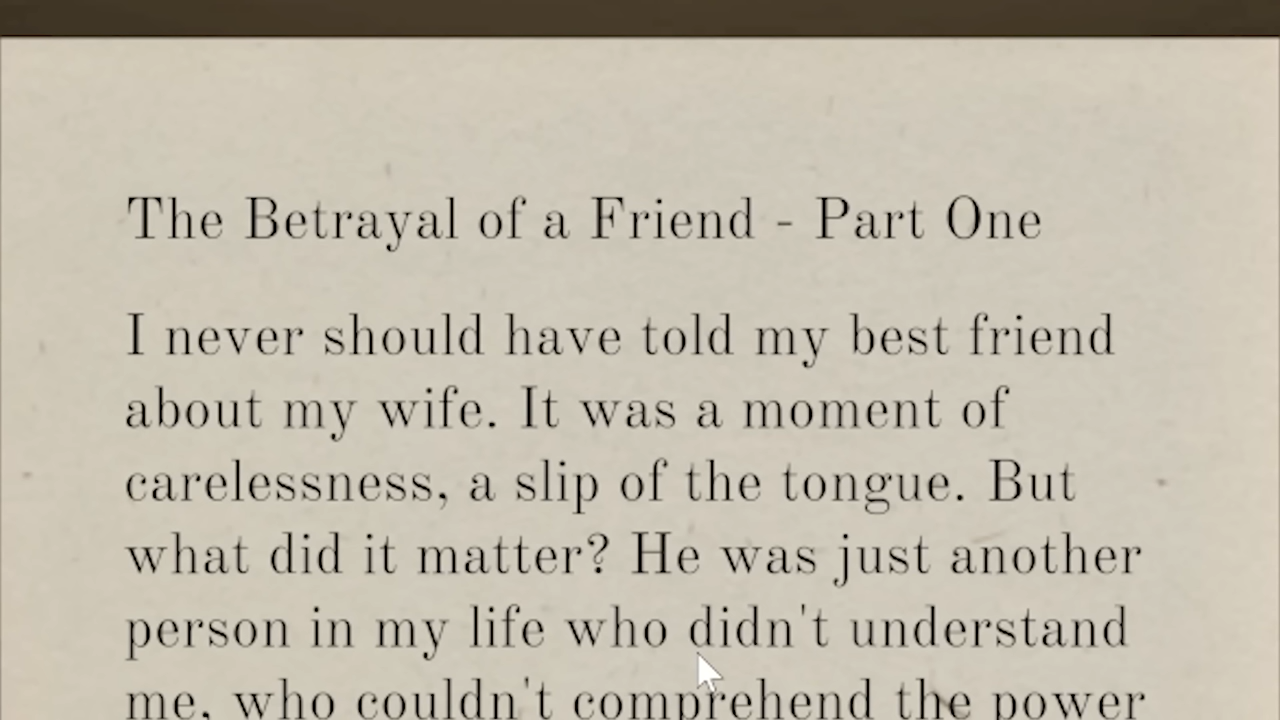 The Betrayal of a Friend - Part One
I never should have told my best friend
about my wife. It was a moment of
carelessness, a slip of the tongue. But
what did it matter? He was just another
person in my life who didn't understand
me, who couldn't comprehend the power